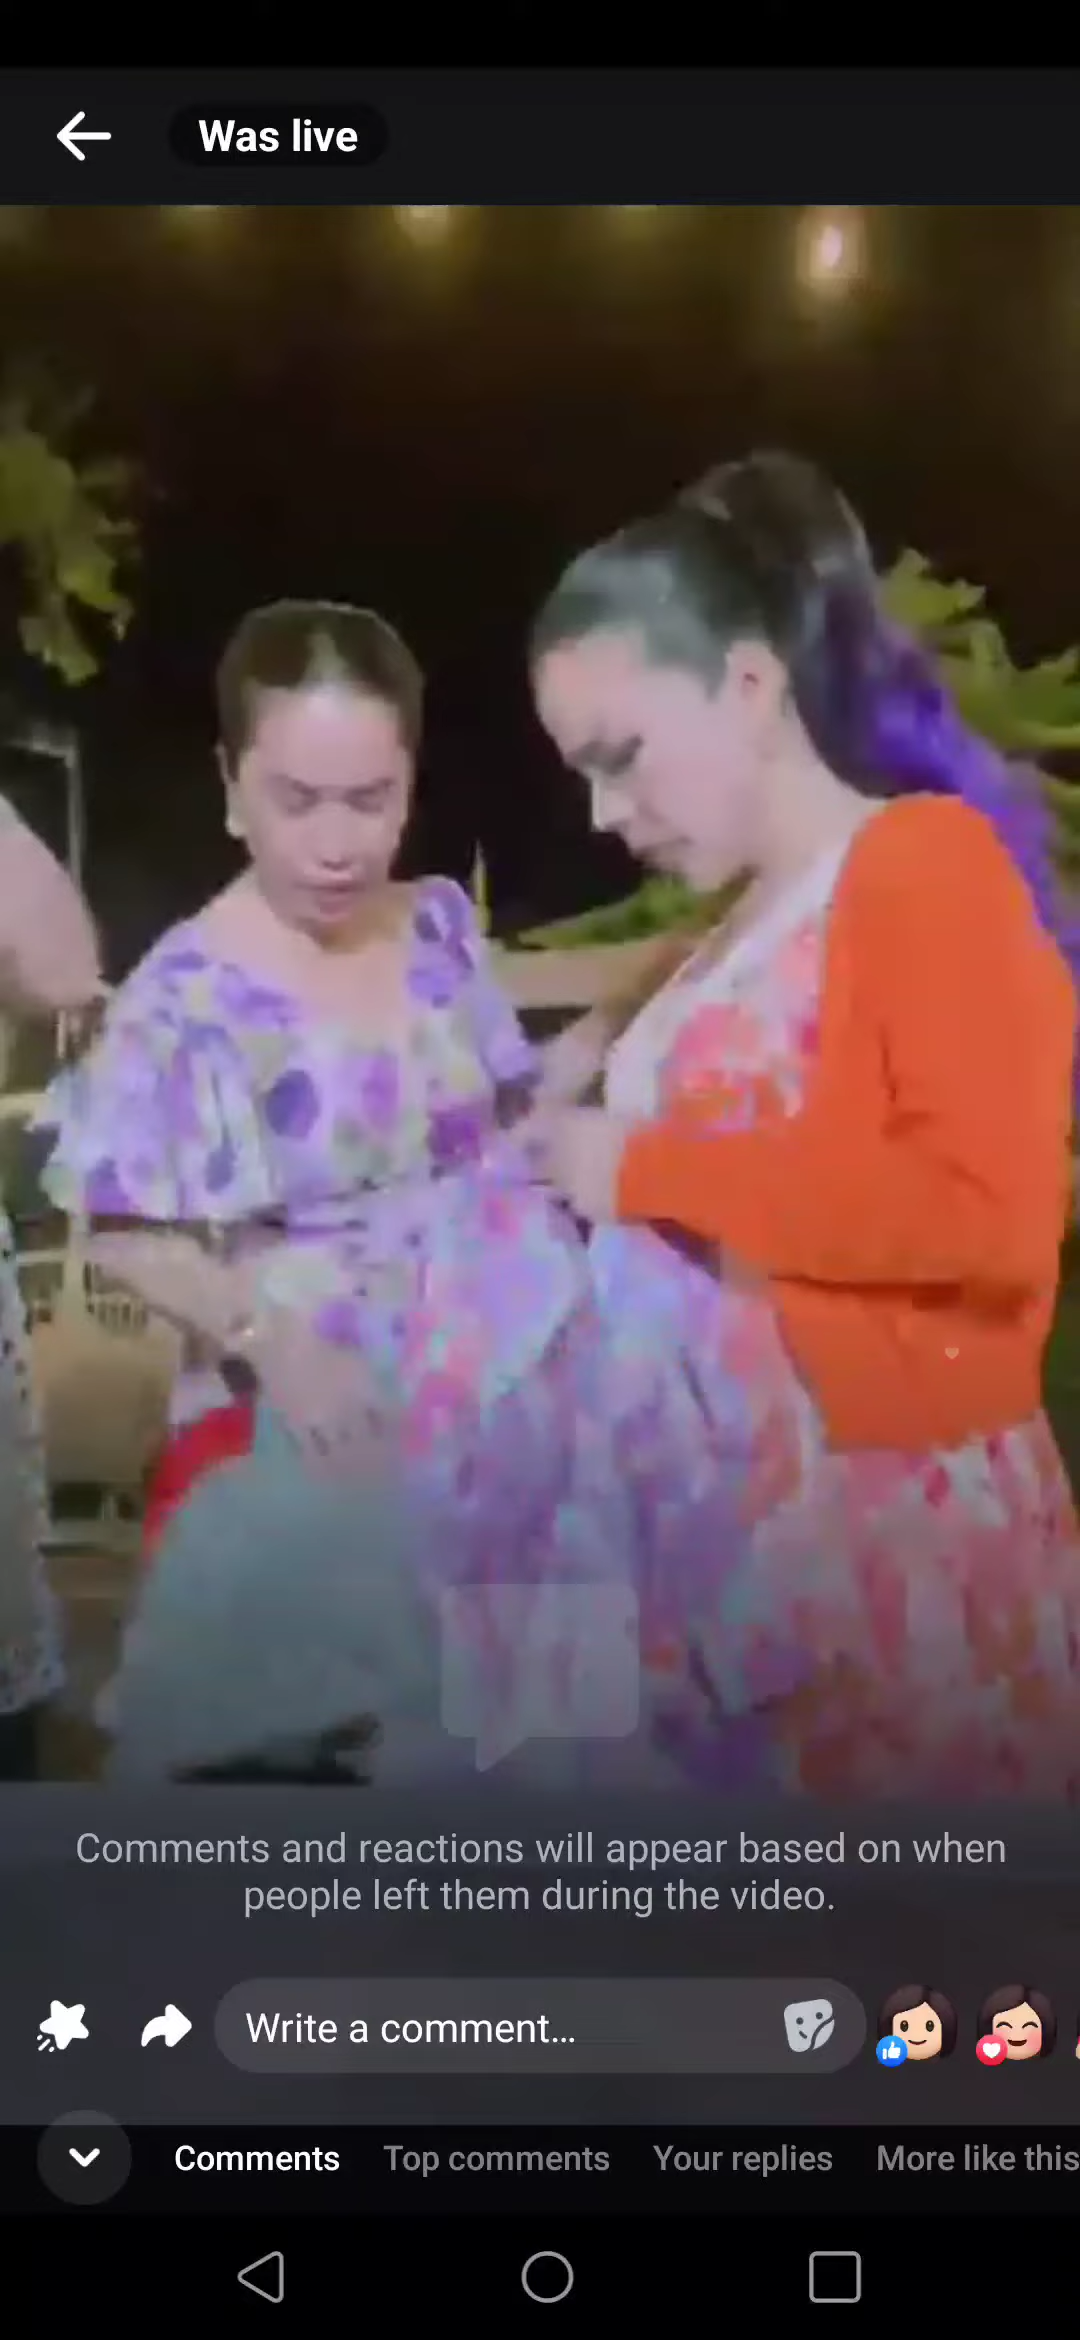 Was live
Comments and reactions will appear based on when
people left them during the video.
Write a comment...
Comments Top comments Your replies More like this